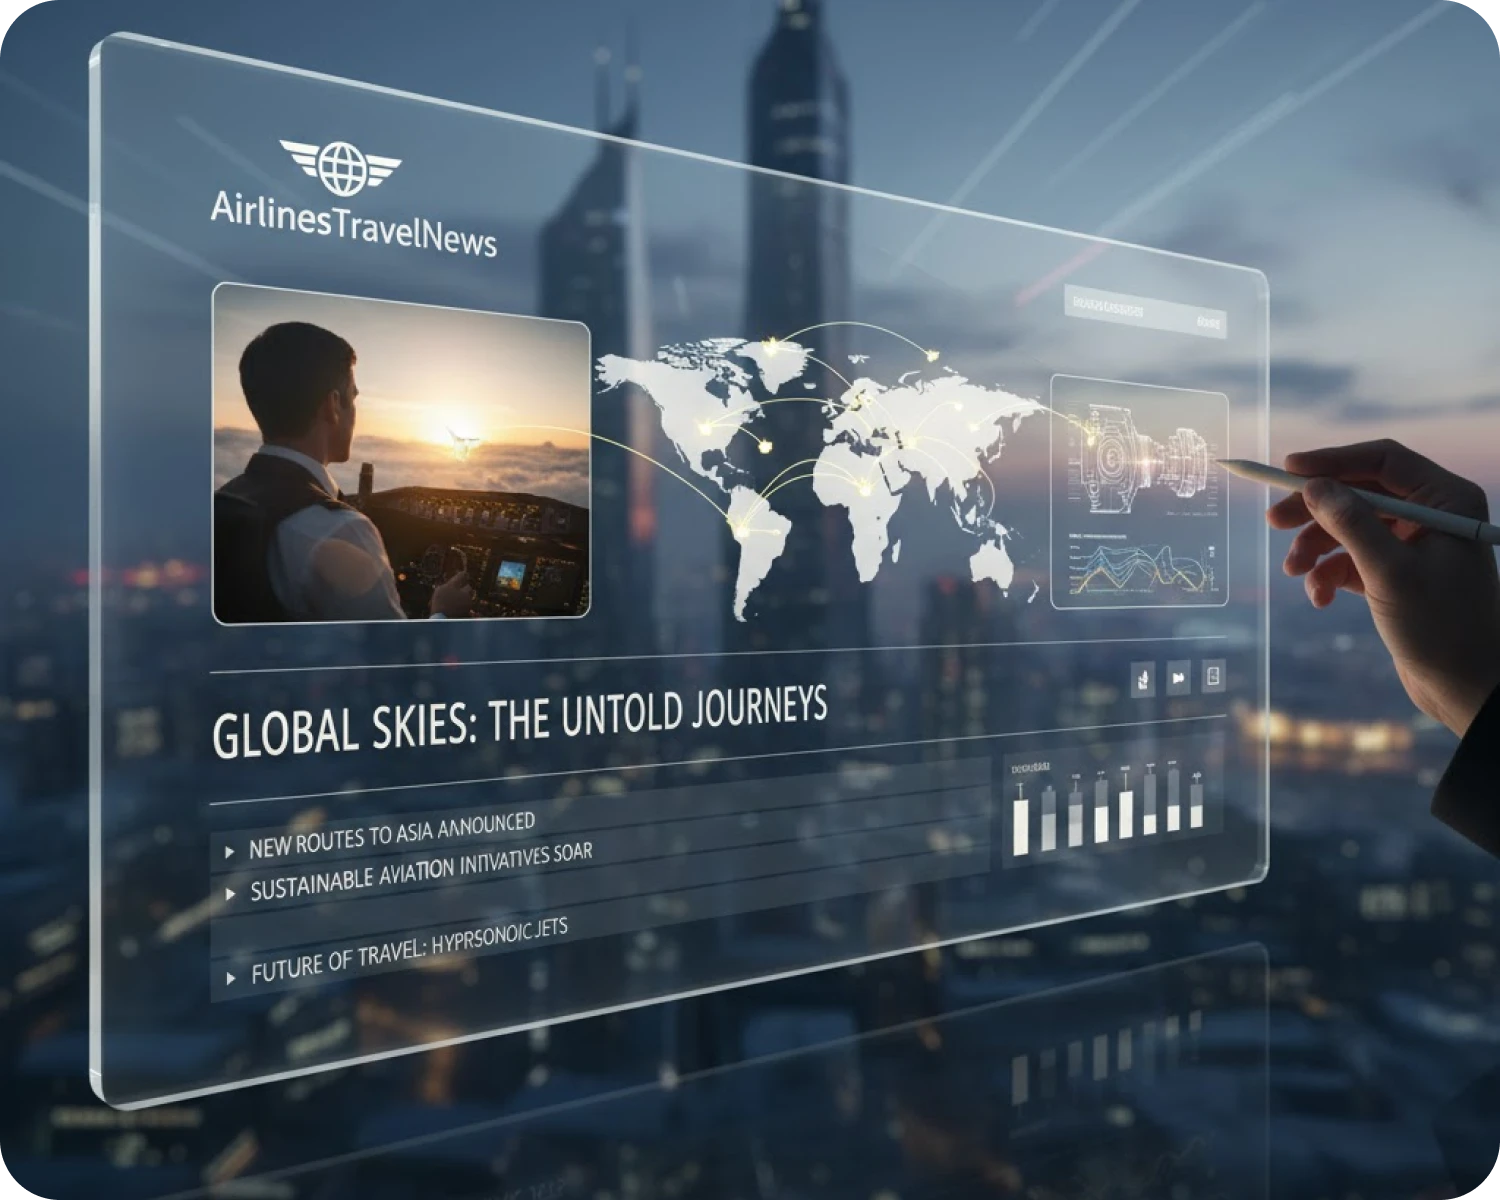 AirlinesTravelNews
GLOBAL SKIES: THE UNTOLD JOURNEYS
NEW ROUTES TO ASIA ANNOUNCED
SUSTAINABLE AVIATION INITIVATIVES SOAR
FUTURE OF TRAVEL: HYPRSONOIC JETS